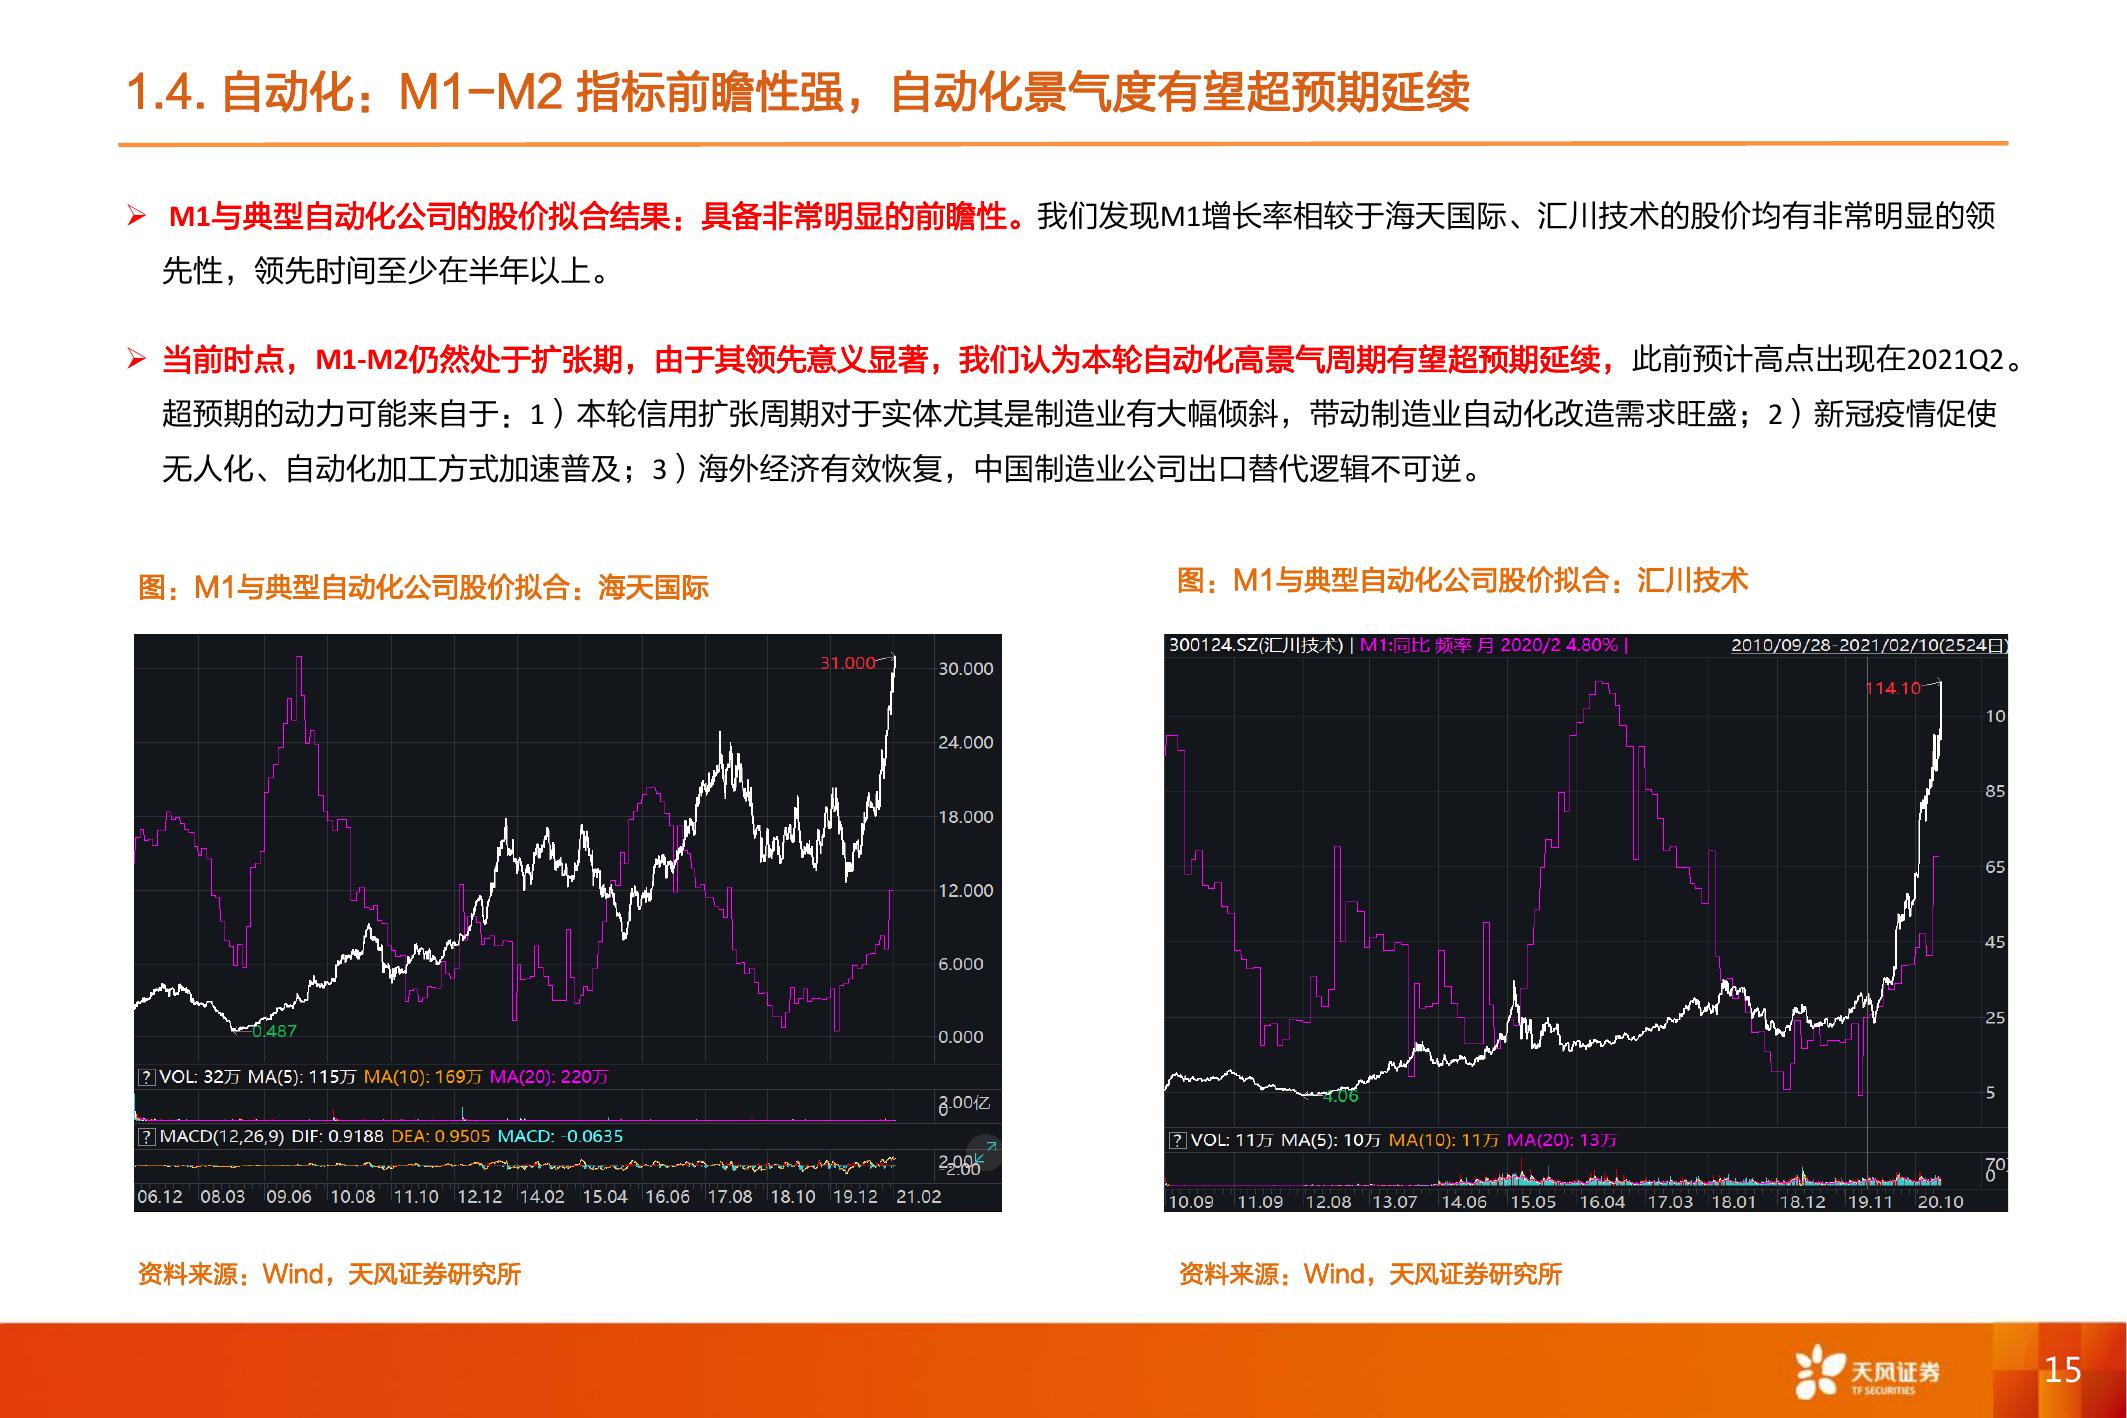 1.4. 自动化：M1-M2 指标前瞻性强，自动化景气度有望超预期延续
➢ M1与典型自动化公司的股价拟合结果：具备非常明显的前瞻性。我们发现M1增长率相较于海天国际、汇川技术的股价均有非常明显的领
先性，领先时间至少在半年以上。
➢ 当前时点，M1-M2仍然处于扩张期，由于其领先意义显著，我们认为本轮自动化高景气周期有望超预期延续，此前预计高点出现在2021Q2。
超预期的动力可能来自于：1）本轮信用扩张周期对于实体尤其是制造业有大幅倾斜，带动制造业自动化改造需求旺盛；2）新冠疫情促使
无人化、自动化加工方式加速普及；3）海外经济有效恢复，中国制造业公司出口替代逻辑不可逆。
图：M1与典型自动化公司股价拟合：海天国际
31.000
30.000
24.000
18.000
12.000
6.000
0.000
0.487
? VOL: 32万 MA(5): 115万 MA(10): 169万 MA(20): 220万
3.00亿
0
? MACD(12,26,9) DIF: 0.9188 DEA: 0.9505 MACD: -0.0635
2.00
-2.00
06.12 08.03 09.06 10.08 11.10 12.12 14.02 15.04 16.06 17.08 18.10 19.12 21.02
资料来源：Wind，天风证券研究所
图：M1与典型自动化公司股价拟合：汇川技术
300124.SZ(汇川技术) | M1:同比 频率 月 2020/2 4.80% | 2010/09/28-2021/02/10(2524日)
114.10
10
85
65
45
25
5
4.06
? VOL: 11万 MA(5): 10万 MA(10): 11万 MA(20): 13万
70
0
10.09 11.09 12.08 13.07 14.06 15.05 16.04 17.03 18.01 18.12 19.11 20.10
资料来源：Wind，天风证券研究所
天风证券
TF SECURITIES
15